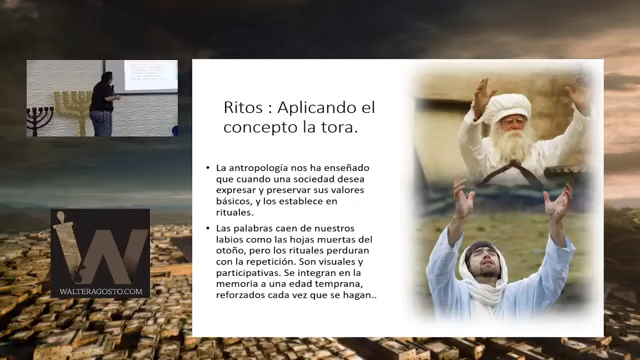 Ritos : Aplicando el
concepto la tora.
• La antropología nos ha enseñado
que cuando una sociedad desea
expresar y preservar sus valores
básicos, y los establece en
rituales.
• Las palabras caen de nuestros
labios como las hojas muertas del
otoño, pero los rituales perduran
con la repetición. Son visuales y
participativas. Se integran en la
memoria a una edad temprana,
reforzados cada vez que se hagan..
W
WALTERAGOSTO.COM